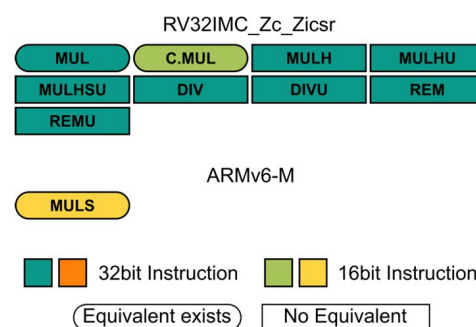 RV32IMC_Zc_Zicsr
MUL C.MUL MULH MULHU
MULHSU DIV DIVU REM
REMU
ARMv6-M
MULS
32bit Instruction 16bit Instruction
Equivalent exists No Equivalent